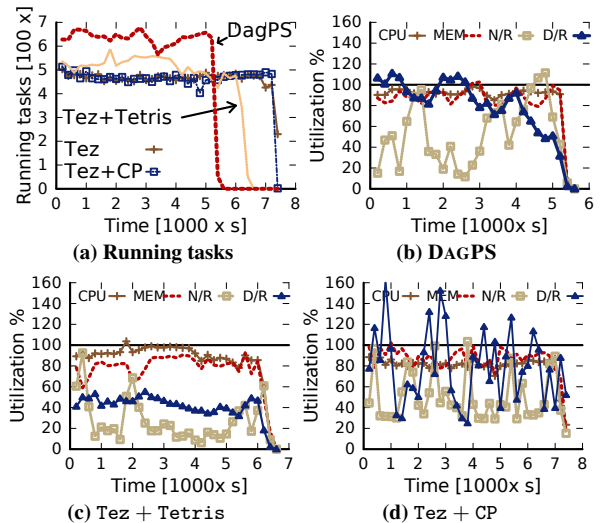 Running tasks [100 x]
7
6
5
4
3
2
1
0
DagPS
Tez+Tetris
Tez
Tez+CP
0 1 2 3 4 5 6 7 8
Time [1000 x s]
(a) Running tasks
Utilization %
160
140
120
100
80
60
40
20
0
CPU MEM N/R D/R
0 1 2 3 4 5 6
Time [1000x s]
(b) DAGPS
Utilization %
160
140
120
100
80
60
40
20
0
CPU MEM N/R D/R
0 1 2 3 4 5 6 7
Time [1000x s]
(c) Tez + Tetris
Utilization %
160
140
120
100
80
60
40
20
0
CPU MEM N/R D/R
0 1 2 3 4 5 6 7 8
Time [1000x s]
(d) Tez + CP